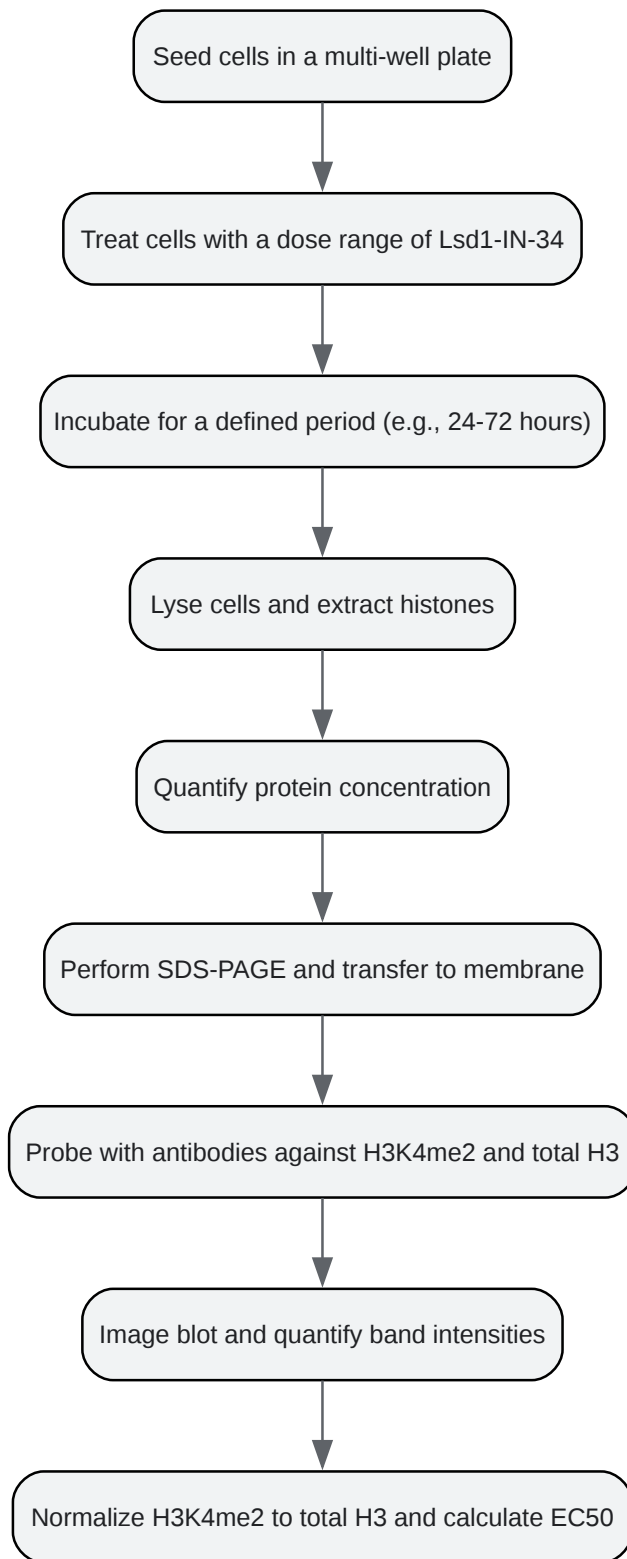 Seed cells in a multi-well plate
Treat cells with a dose range of Lsd1-IN-34
Incubate for a defined period (e.g., 24-72 hours)
Lyse cells and extract histones
Quantify protein concentration
Perform SDS-PAGE and transfer to membrane
Probe with antibodies against H3K4me2 and total H3
Image blot and quantify band intensities
Normalize H3K4me2 to total H3 and calculate EC50